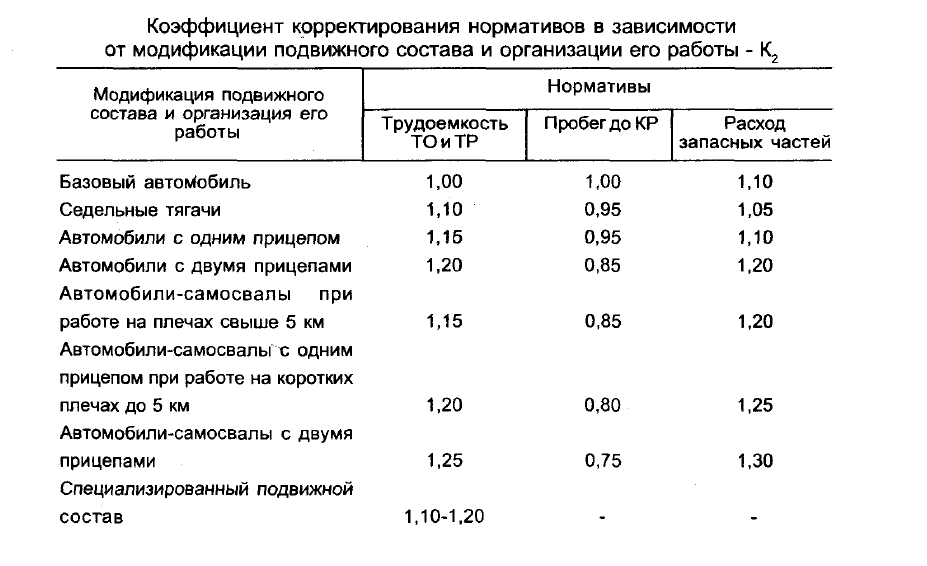 Коэффициент корректирования нормативов в зависимости
от модификации подвижного состава и организации его работы - К2
Модификация подвижного
состава и организация его
работы
Нормативы
Трудоемкость
ТО и ТР
Пробег до КР
Расход
запасных частей
Базовый автомобиль 1,00 1,00 1,10
Седельные тягачи 1,10 0,95 1,05
Автомобили с одним прицепом 1,15 0,95 1,10
Автомобили с двумя прицепами 1,20 0,85 1,20
Автомобили-самосвалы при
работе на плечах свыше 5 км 1,15 0,85 1,20
Автомобили-самосвалы с одним
прицепом при работе на коротких
плечах до 5 км 1,20 0,80 1,25
Автомобили-самосвалы с двумя
прицепами 1,25 0,75 1,30
Специализированный подвижной
состав 1,10-1,20 - -